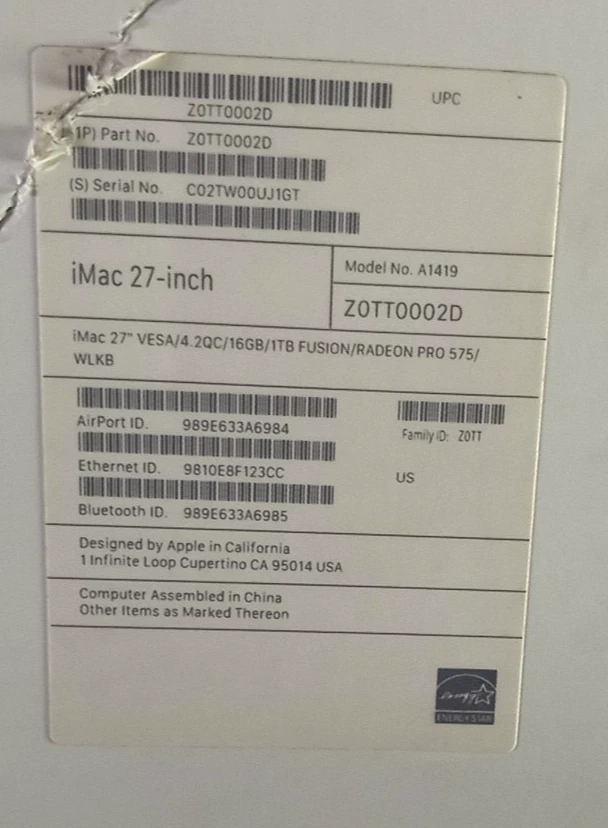 UPC
Z0TT0002D
1P) Part No. Z0TT0002D
(S) Serial No. C02TW00UJ1GT
iMac 27-inch
Model No. A1419
Z0TT0002D
iMac 27" VESA/4.2QC/16GB/1TB FUSION/RADEON PRO 575/
WLKB
AirPort ID. 989E633A6984
Family ID: Z0TT
Ethernet ID. 9810E8F123CC
US
Bluetooth ID. 989E633A6985
Designed by Apple in California
1 Infinite Loop Cupertino CA 95014 USA
Computer Assembled in China
Other Items as Marked Thereon
energy
ENERGY STAR